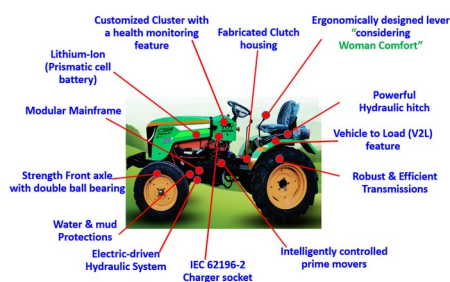 Customized Cluster with
a health monitoring
feature
Fabricated Clutch
housing
Ergonomically designed lever
“considering
Woman Comfort”
Lithium-Ion
(Prismatic cell
battery)
Modular Mainframe
Powerful
Hydraulic hitch
Vehicle to Load (V2L)
feature
Strength Front axle
with double ball bearing
Robust & Efficient
Transmissions
Water & mud
Protections
Electric-driven
Hydraulic System
IEC 62196-2
Charger socket
Intelligently controlled
prime movers